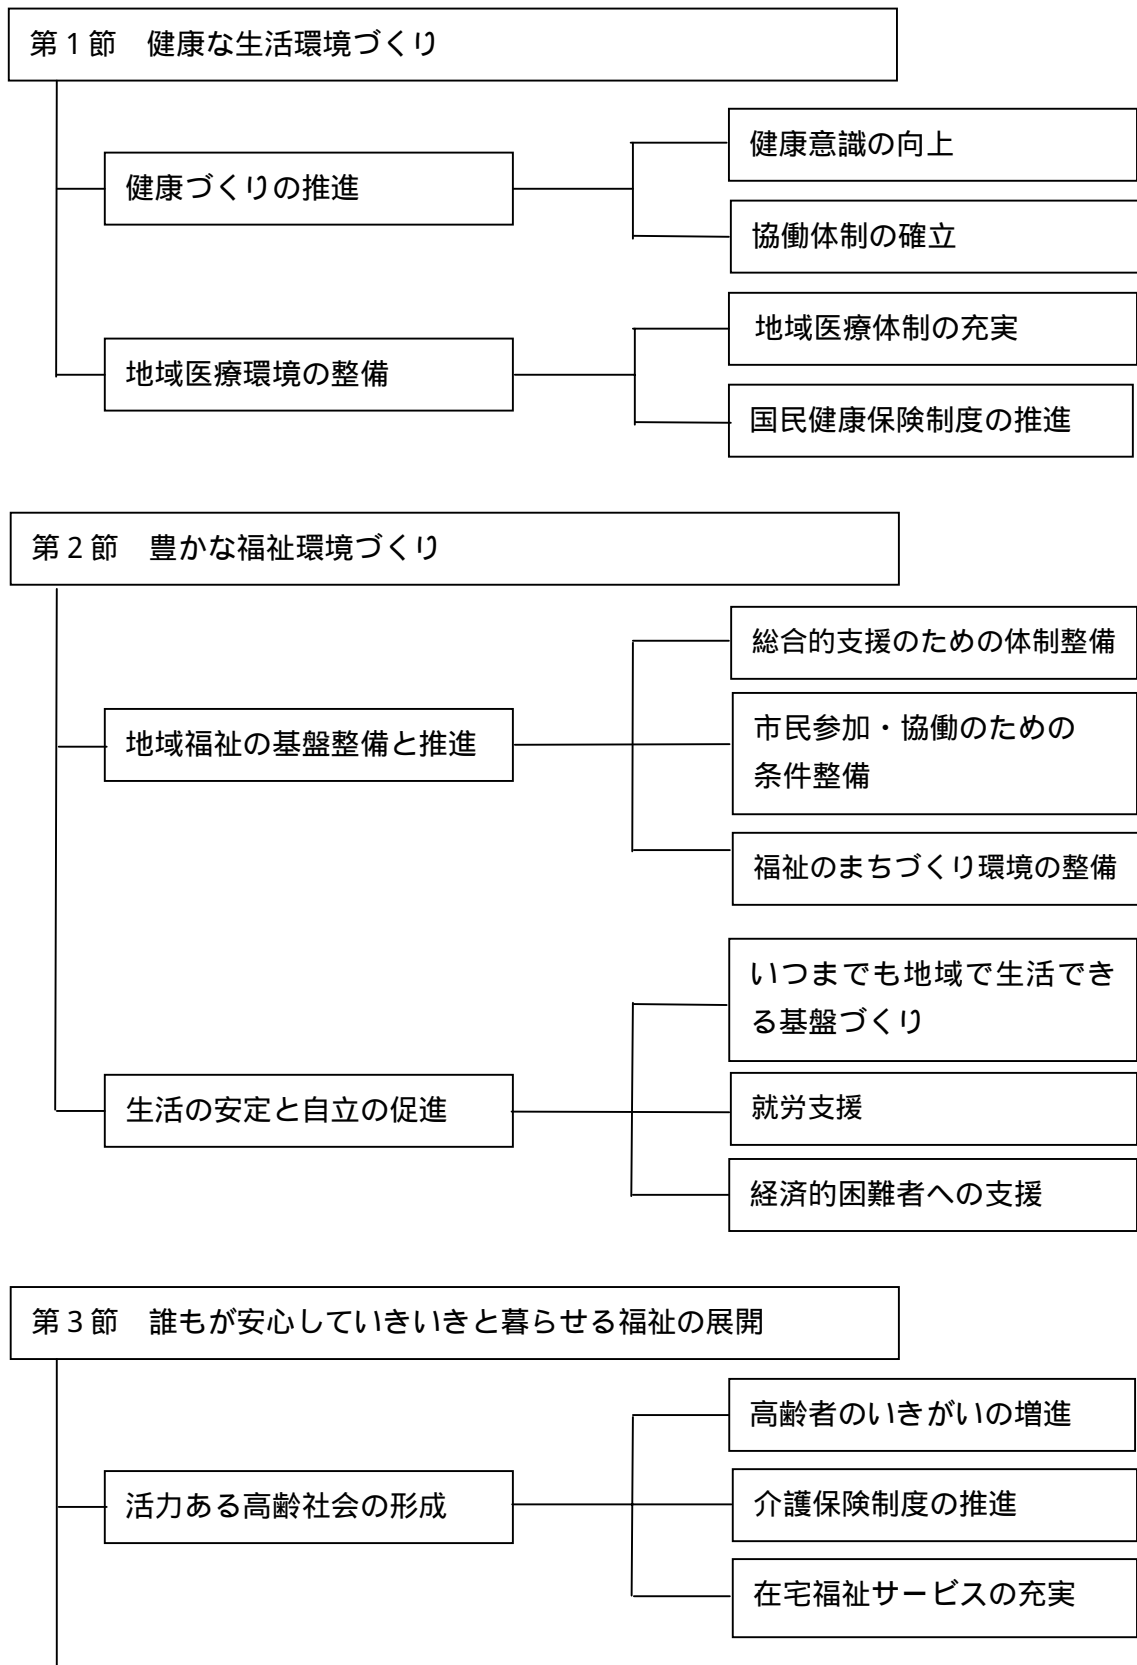 第1節　健康な生活環境づくり
健康づくりの推進
健康意識の向上
協働体制の確立
地域医療環境の整備
地域医療体制の充実
国民健康保険制度の推進
第2節　豊かな福祉環境づくり
地域福祉の基盤整備と推進
総合的支援のための体制整備
市民参加・協働のための
条件整備
福祉のまちづくり環境の整備
生活の安定と自立の促進
いつまでも地域で生活でき
る基盤づくり
就労支援
経済的困難者への支援
第3節　誰もが安心していきいきと暮らせる福祉の展開
活力ある高齢社会の形成
高齢者のいきがいの増進
介護保険制度の推進
在宅福祉サービスの充実